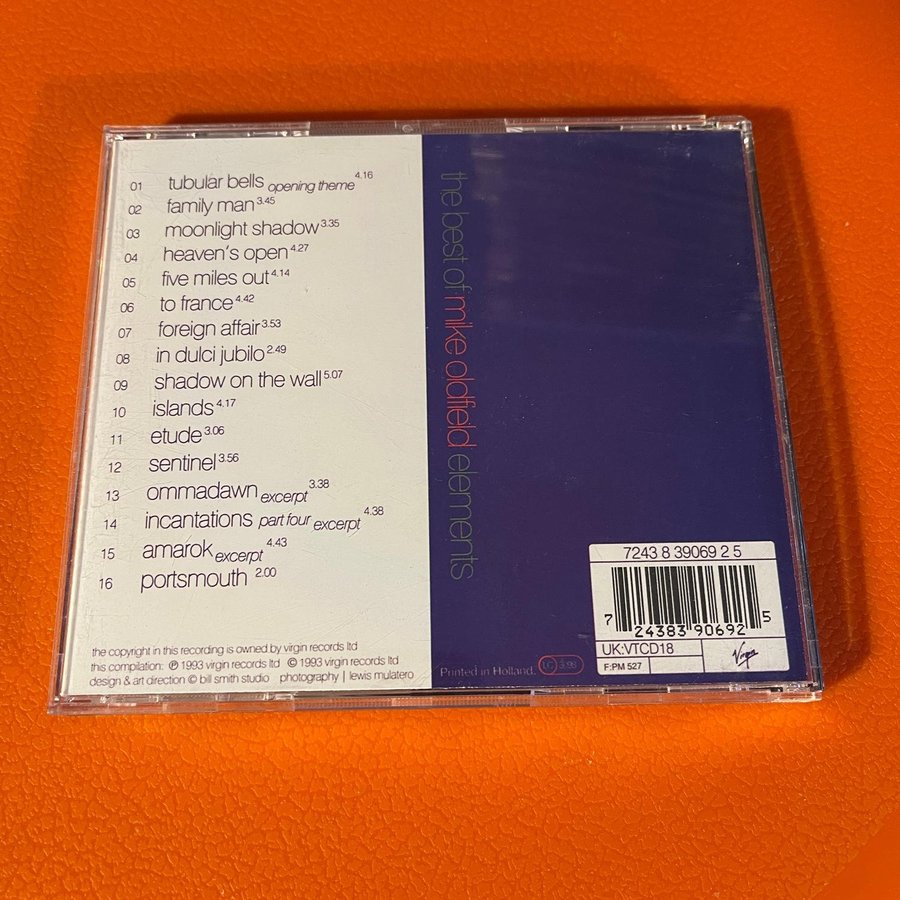 01 tubular bells opening theme 4.16
02 family man 3.45
03 moonlight shadow 3.35
04 heaven's open 4.27
05 five miles out 4.14
06 to france 4.42
07 foreign affair 3.53
08 in dulci jubilo 2.49
09 shadow on the wall 5.07
10 islands 4.17
11 etude 3.06
12 sentinel 3.56
13 ommadawn excerpt 3.38
14 incantations part four excerpt 4.38
15 amarok excerpt 4.43
16 portsmouth 2.00
the copyright in this recording is owned by virgin records ltd
this compilation: ℗ 1993 virgin records ltd © 1993 virgin records ltd
design & art direction © bill smith studio photography | lewis mulatero
the best of mike oldfield elements
Printed in Holland.
LC 3098
7243 8 39069 2 5
7 24383 90692 5
UK:VTCD18
F:PM 527
Virgin